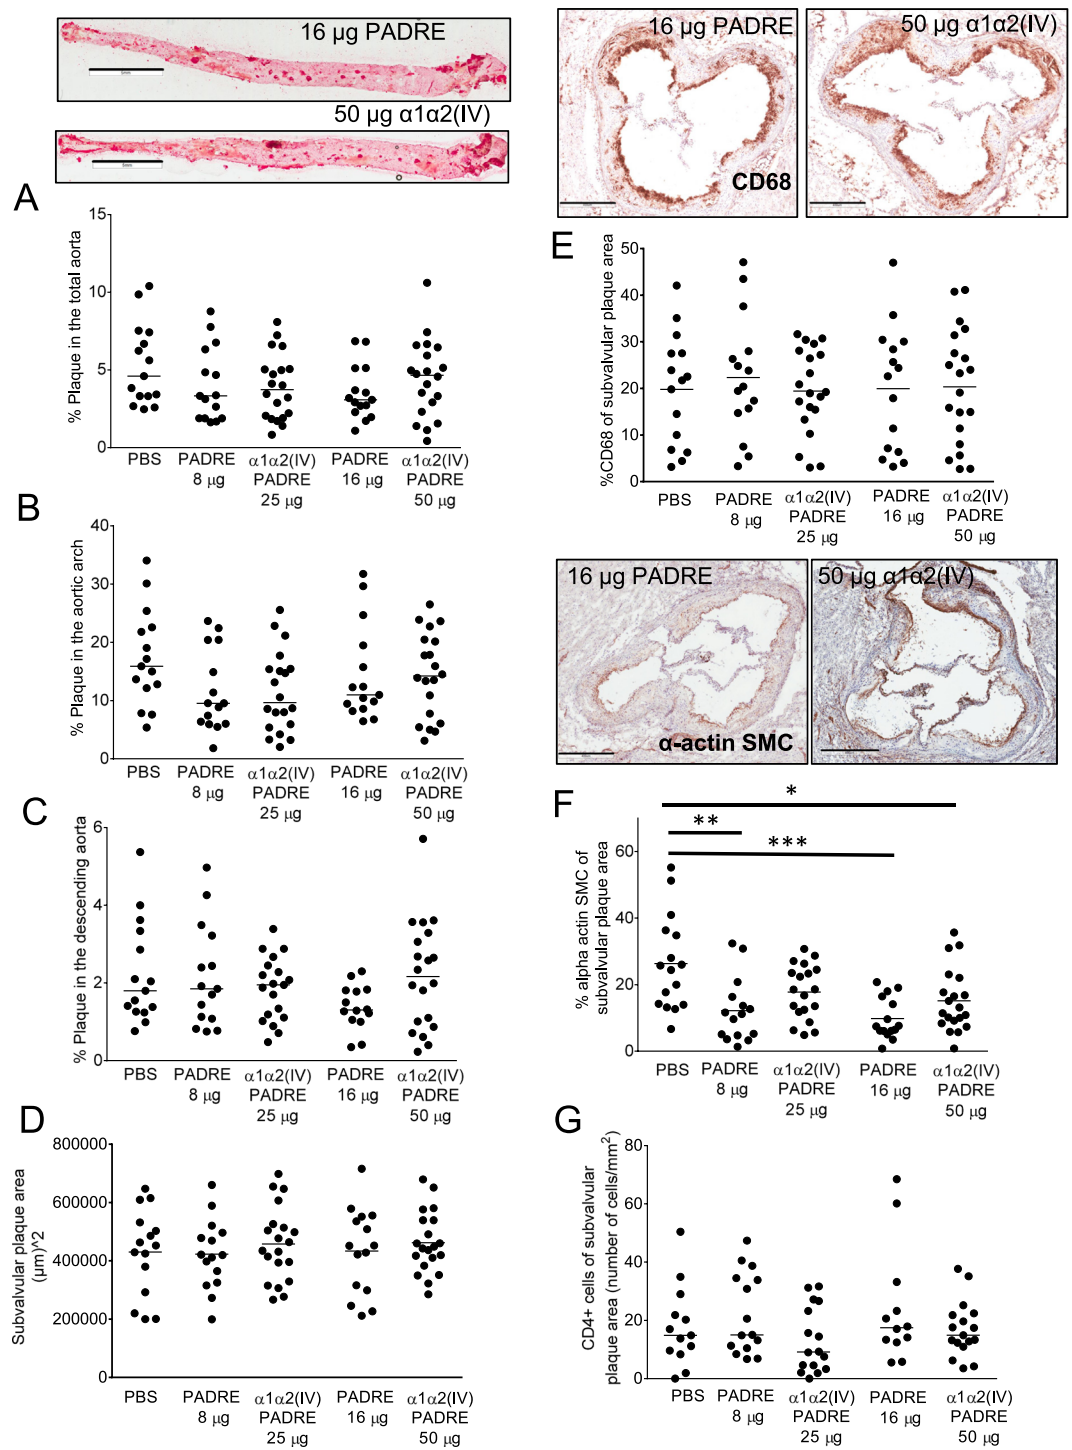 16 µg PADRE
5mm
50 µg α1α2(IV)
5mm
A
% Plaque in the total aorta
15
10
5
0
PBS PADRE α1α2(IV) PADRE α1α2(IV)
8 µg PADRE 16 µg PADRE
25 µg 50 µg
B
% Plaque in the aortic arch
40
30
20
10
0
PBS PADRE α1α2(IV) PADRE α1α2(IV)
8 µg PADRE 16 µg PADRE
25 µg 50 µg
C
% Plaque in the descending aorta
6
4
2
0
PBS PADRE α1α2(IV) PADRE α1α2(IV)
8 µg PADRE 16 µg PADRE
25 µg 50 µg
D
Subvalvular plaque area
(µm)^2
800000
600000
400000
200000
0
PBS PADRE α1α2(IV) PADRE α1α2(IV)
8 µg PADRE 16 µg PADRE
25 µg 50 µg
16 µg PADRE
50 µg α1α2(IV)
CD68
E
%CD68 of subvalvular plaque area
50
40
30
20
10
0
PBS PADRE α1α2(IV) PADRE α1α2(IV)
8 µg PADRE 16 µg PADRE
25 µg 50 µg
16 µg PADRE
50 µg α1α2(IV)
α-actin SMC
F
% alpha actin SMC of
subvalvular plaque area
*
**
***
60
40
20
0
PBS PADRE α1α2(IV) PADRE α1α2(IV)
8 µg PADRE 16 µg PADRE
25 µg 50 µg
G
CD4+ cells of subvalvular
plaque area (number of cells/mm²)
80
60
40
20
0
PBS PADRE α1α2(IV) PADRE α1α2(IV)
8 µg PADRE 16 µg PADRE
25 µg 50 µg